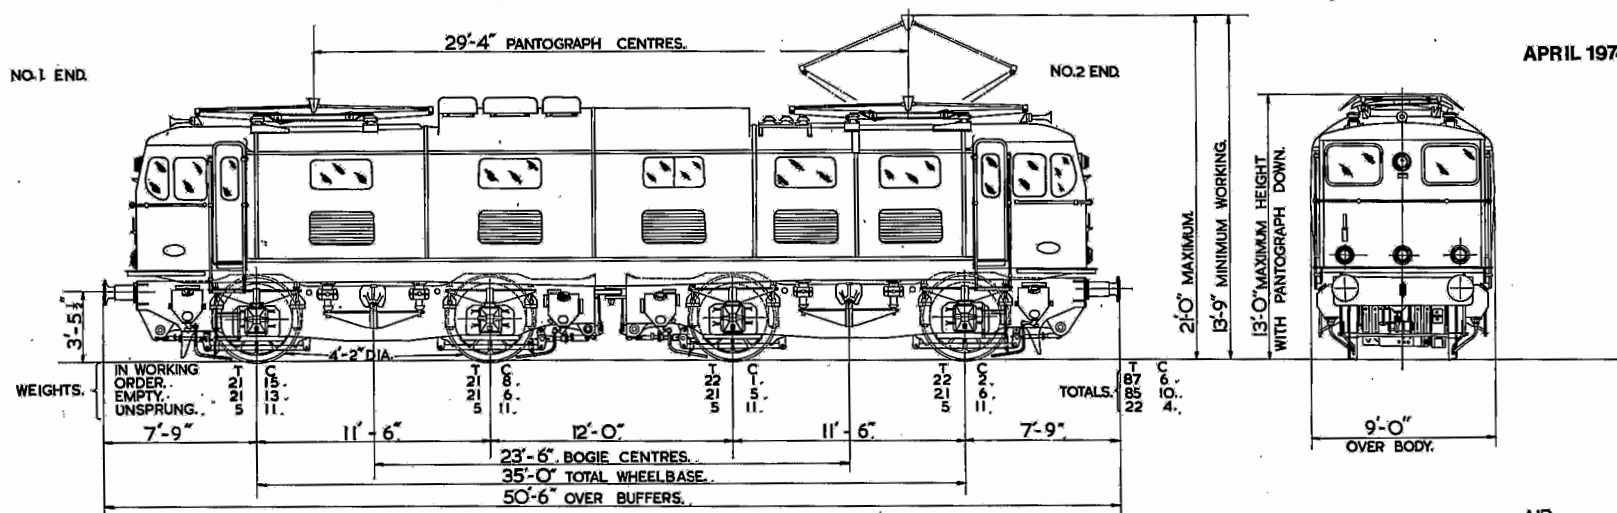 29'-4" PANTOGRAPH CENTRES.
APRIL 197
NO.1 END.
NO.2 END.
21'-0" MAXIMUM.
13'-9" MINIMUM WORKING.
13'-0" MAXIMUM HEIGHT
WITH PANTOGRAPH DOWN.
3'-5½"
4'-2" DIA.
WEIGHTS.
IN WORKING T C T C T C T C T C
ORDER. 21 15. 21 8. 22 1. 22 2. 87 6.
EMPTY. 21 13. 21 6. 21 5. 21 6. TOTALS. 85 10.
UNSPRUNG. 5 11. 5 11. 5 11. 5 11. 22 4.
7'-9" 11'-6" 12'-0" 11'-6" 7'-9"
9'-0"
OVER BODY.
23'-6" BOGIE CENTRES.
35'-0" TOTAL WHEELBASE.
50'-6" OVER BUFFERS.